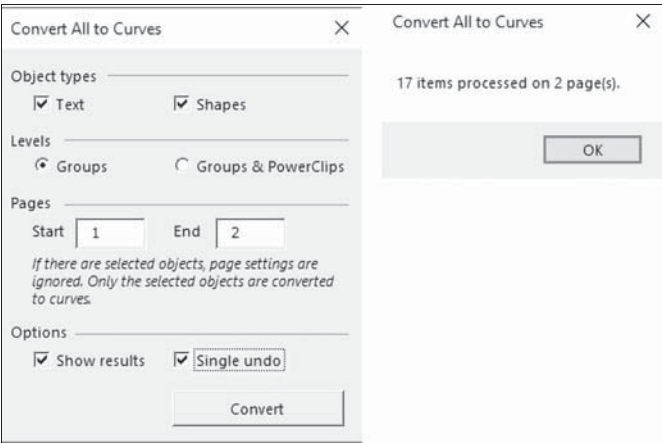 Convert All to Curves
Object types
Text Shapes
Levels
Groups Groups & PowerClips
Pages
Start 1 End 2
If there are selected objects, page settings are
ignored. Only the selected objects are converted
to curves.
Options
Show results Single undo
Convert
Convert All to Curves
17 items processed on 2 page(s).
OK